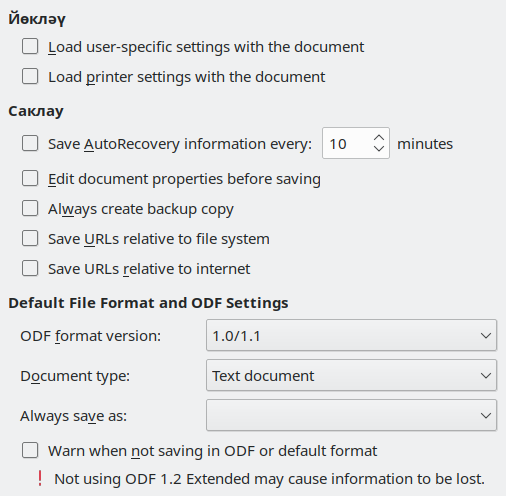 Йөкләү
Load user-specific settings with the document
Load printer settings with the document
Саклау
Save AutoRecovery information every: 10 minutes
Edit document properties before saving
Always create backup copy
Save URLs relative to file system
Save URLs relative to internet
Default File Format and ODF Settings
ODF format version: 1.0/1.1
Document type: Text document
Always save as:
Warn when not saving in ODF or default format
! Not using ODF 1.2 Extended may cause information to be lost.